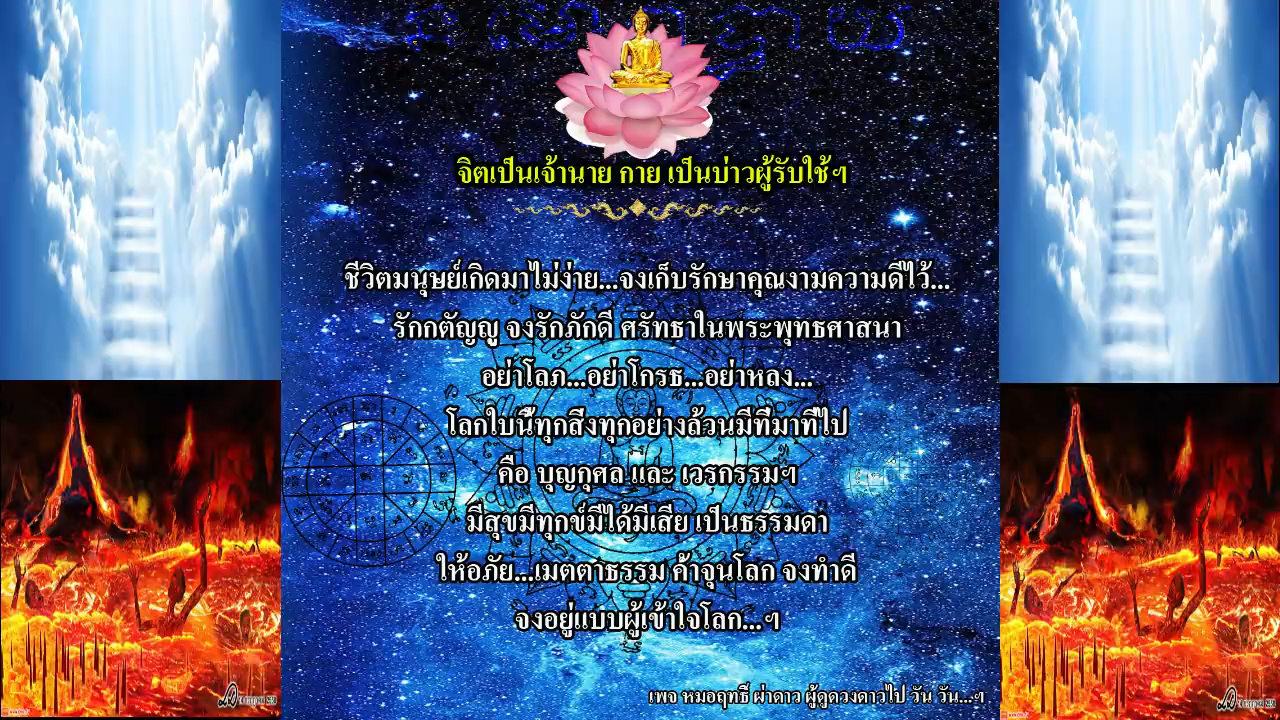 จิตเป็นเจ้านาย กาย เป็นบ่าวผู้รับใช้ฯ
ชีวิตมนุษย์เกิดมาไม่ง่าย...จงเก็บรักษาคุณงามความดีไว้...
รักกตัญญู จงรักภักดี ศรัทธาในพระพุทธศาสนา
อย่าโลภ...อย่าโกรธ...อย่าหลง...
โลกใบนี้ทุกสิ่งทุกอย่างล้วนมีที่มาที่ไป
คือ บุญกุศล และ เวรกรรมฯ
มีสุขมีทุกข์มีได้มีเสีย เป็นธรรมดา
ให้อภัย...เมตตาธรรม ค้ำจุนโลก จงทำดี
จงอยู่แบบผู้เข้าใจโลก...ฯ
เพจ หมอฤทธิ์ ผ่าดาว ผู้ดูดวงดาวไป วัน วัน...ฯ